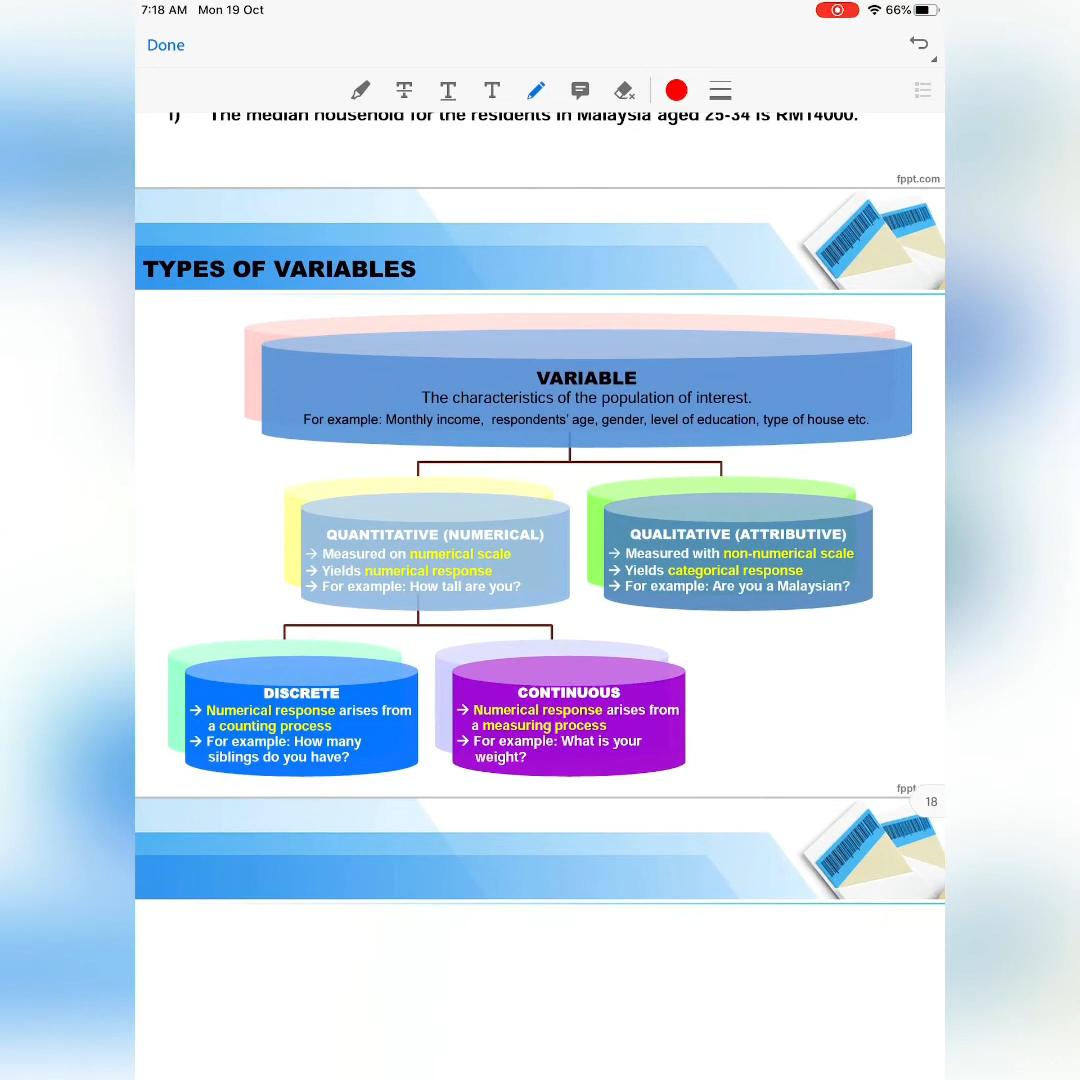 7:18 AM Mon 19 Oct
66%
Done
T T T
i) The median household for the residents in Malaysia aged 25-34 is RM14000.
fppt.com
TYPES OF VARIABLES
VARIABLE
The characteristics of the population of interest.
For example: Monthly income, respondents' age, gender, level of education, type of house etc.
QUANTITATIVE (NUMERICAL)
→ Measured on numerical scale
→ Yields numerical response
→ For example: How tall are you?
QUALITATIVE (ATTRIBUTIVE)
→ Measured with non-numerical scale
→ Yields categorical response
→ For example: Are you a Malaysian?
DISCRETE
→ Numerical response arises from
a counting process
→ For example: How many
siblings do you have?
CONTINUOUS
→ Numerical response arises from
a measuring process
→ For example: What is your
weight?
fppt
18